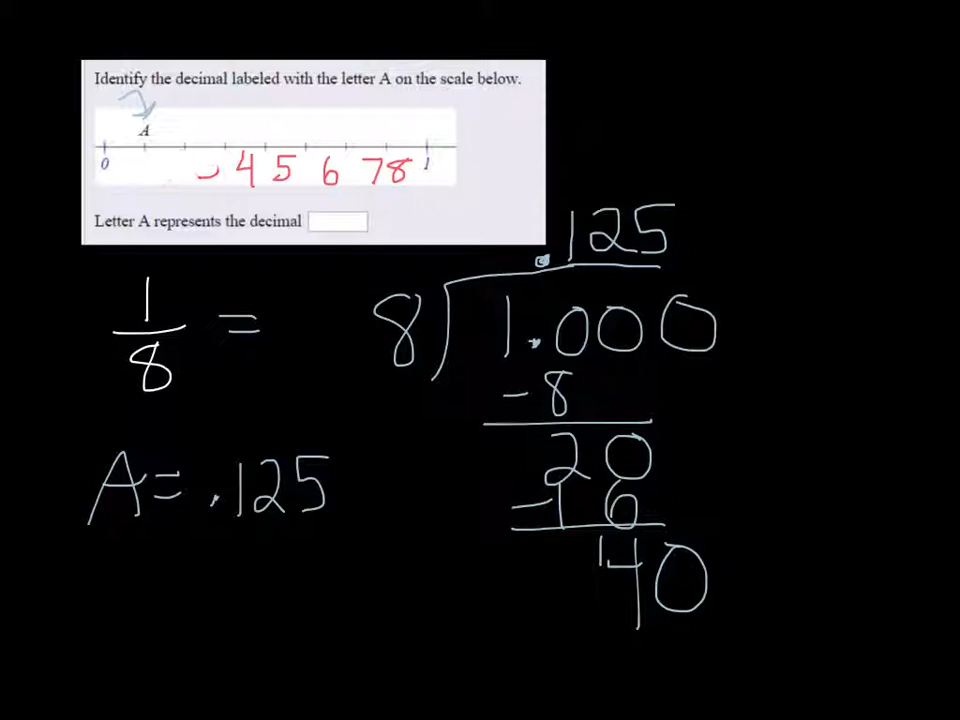 Identify the decimal labeled with the letter A on the scale below.
A
0 4 5 6 7 8 1
Letter A represents the decimal
.125
1
8
=
8 1.000
-8
20
-16
40
A = .125